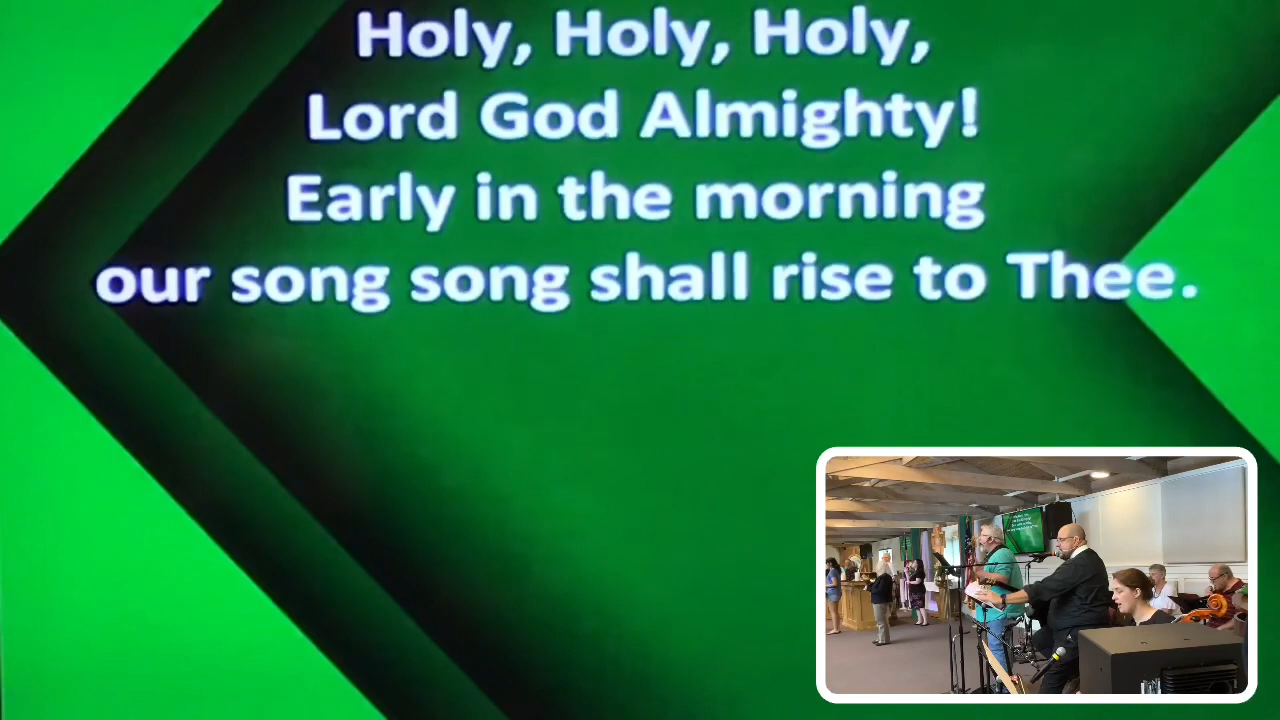 Holy, Holy, Holy,
Lord God Almighty!
Early in the morning
our song song shall rise to Thee.